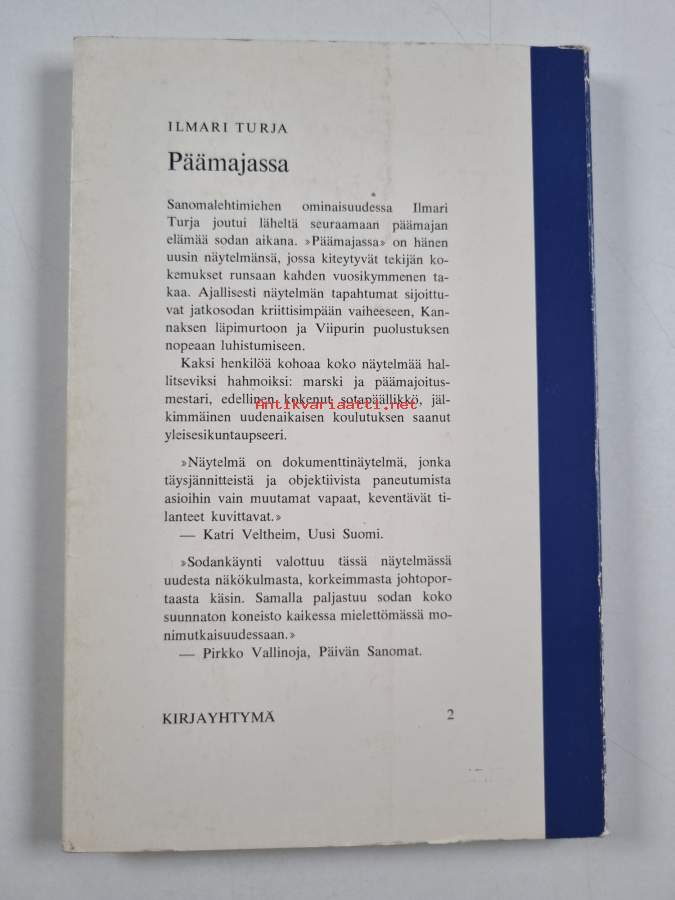 ILMARI TURJA
Päämajassa
Sanomalehtimiehen ominaisuudessa Ilmari
Turja joutui läheltä seuraamaan päämajan
elämää sodan aikana. »Päämajassa» on hänen
uusin näytelmänsä, jossa kiteytyvät tekijän ko-
kemukset runsaan kahden vuosikymmenen ta-
kaa. Ajallisesti näytelmän tapahtumat sijoittu-
vat jatkosodan kriittisimpään vaiheeseen, Kan-
naksen läpimurtoon ja Viipurin puolustuksen
nopeaan luhistumiseen.
Kaksi henkilöä kohoaa koko näytelmää hal-
litseviksi hahmoiksi: marski ja päämajoitus-
mestari, edellinen kokenut sotapäällikkö, jäl-
Antikvariaatti.net
kimmäinen uudenaikaisen koulutuksen saanut
yleisesikuntaupseeri.
»Näytelmä on dokumenttinäytelmä, jonka
täysjännitteistä ja objektiivista paneutumista
asioihin vain muutamat vapaat, keventävät ti-
lanteet kuvittavat.»
— Katri Veltheim, Uusi Suomi.
»Sodankäynti valottuu tässä näytelmässä
uudesta näkökulmasta, korkeimmasta johtopor-
taasta käsin. Samalla paljastuu sodan koko
suunnaton koneisto kaikessa mielettömässä mo-
nimutkaisuudessaan.»
— Pirkko Vallinoja, Päivän Sanomat.
KIRJAYHTYMÄ 2